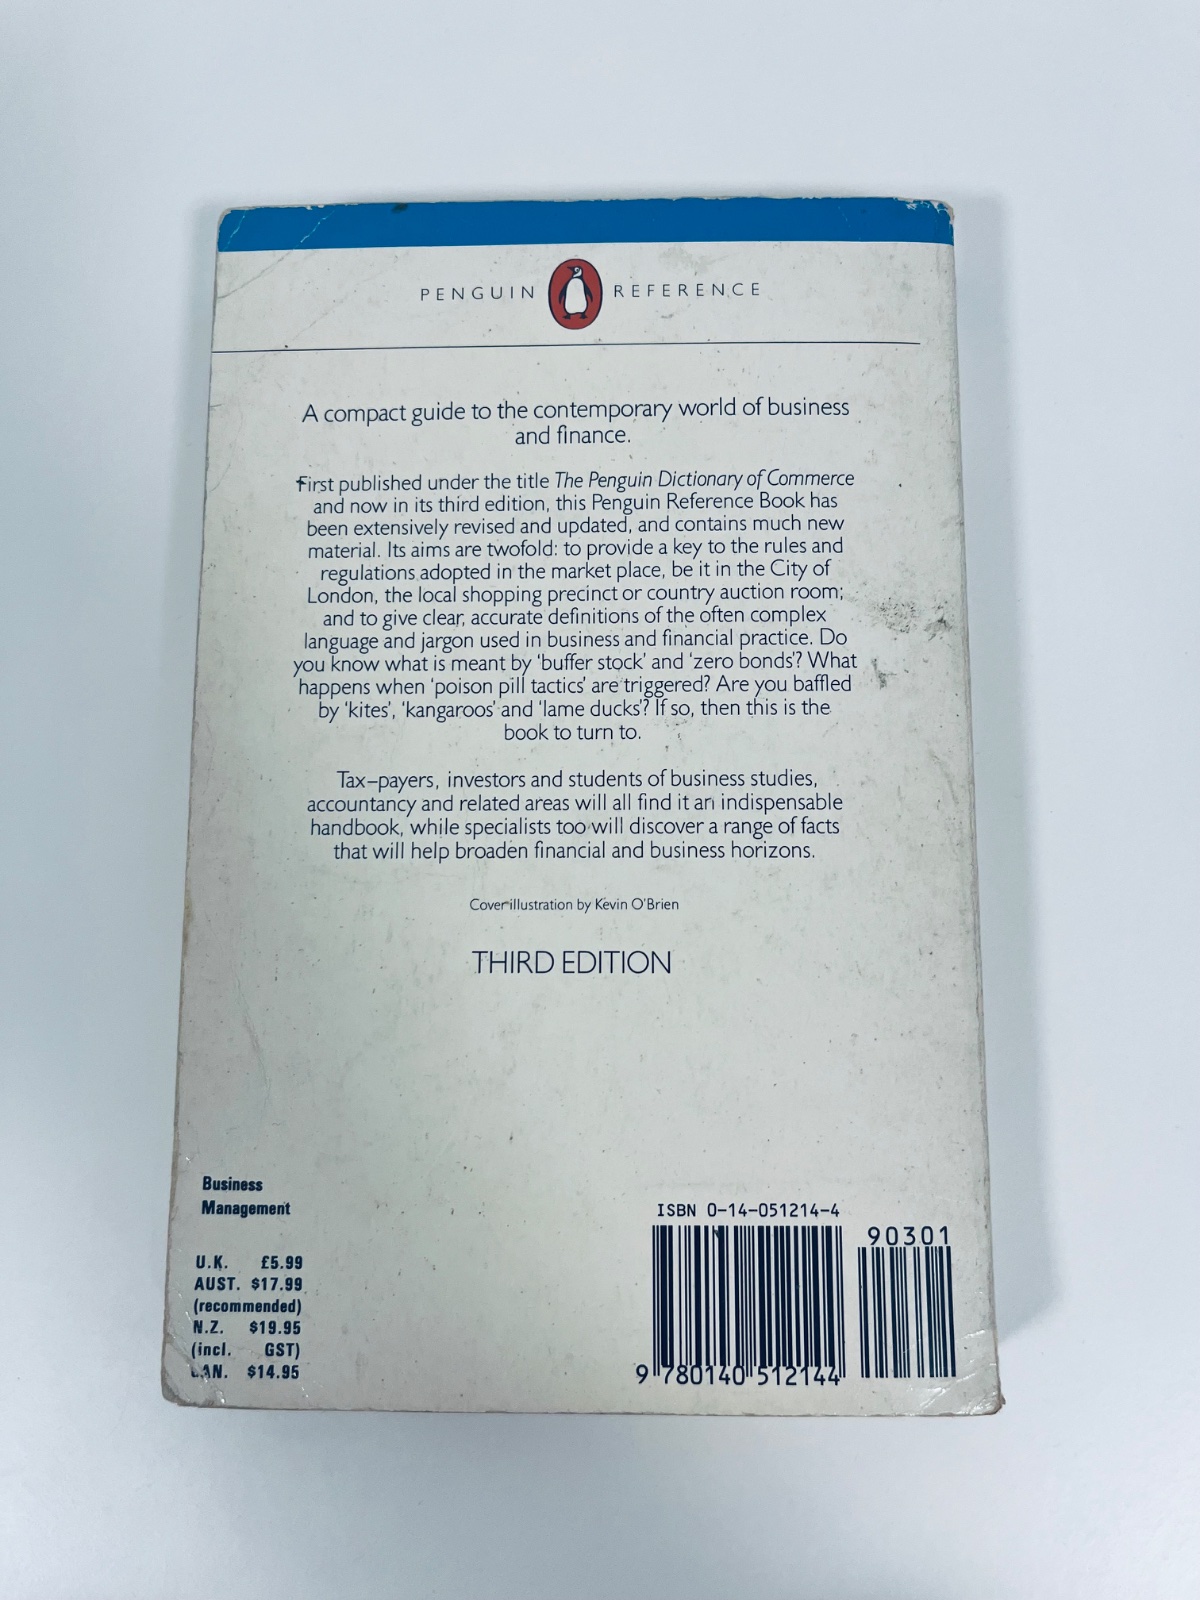 PENGUIN REFERENCE
A compact guide to the contemporary world of business
and finance.
First published under the title The Penguin Dictionary of Commerce
and now in its third edition, this Penguin Reference Book has
been extensively revised and updated, and contains much new
material. Its aims are twofold: to provide a key to the rules and
regulations adopted in the market place, be it in the City of
London, the local shopping precinct or country auction room;
and to give clear, accurate definitions of the often complex
language and jargon used in business and financial practice. Do
you know what is meant by ‘buffer stock’ and ‘zero bonds’? What
happens when ‘poison pill tactics’ are triggered? Are you baffled
by ‘kites’, ‘kangaroos’ and ‘lame ducks’? If so, then this is the
book to turn to.
Tax–payers, investors and students of business studies,
accountancy and related areas will all find it an indispensable
handbook, while specialists too will discover a range of facts
that will help broaden financial and business horizons.
Cover illustration by Kevin O’Brien
THIRD EDITION
Business
Management
U.K. £5.99
AUST. $17.99
(recommended)
N.Z. $19.95
(incl. GST)
CAN. $14.95
ISBN 0-14-051214-4
90301
9 780140 512144